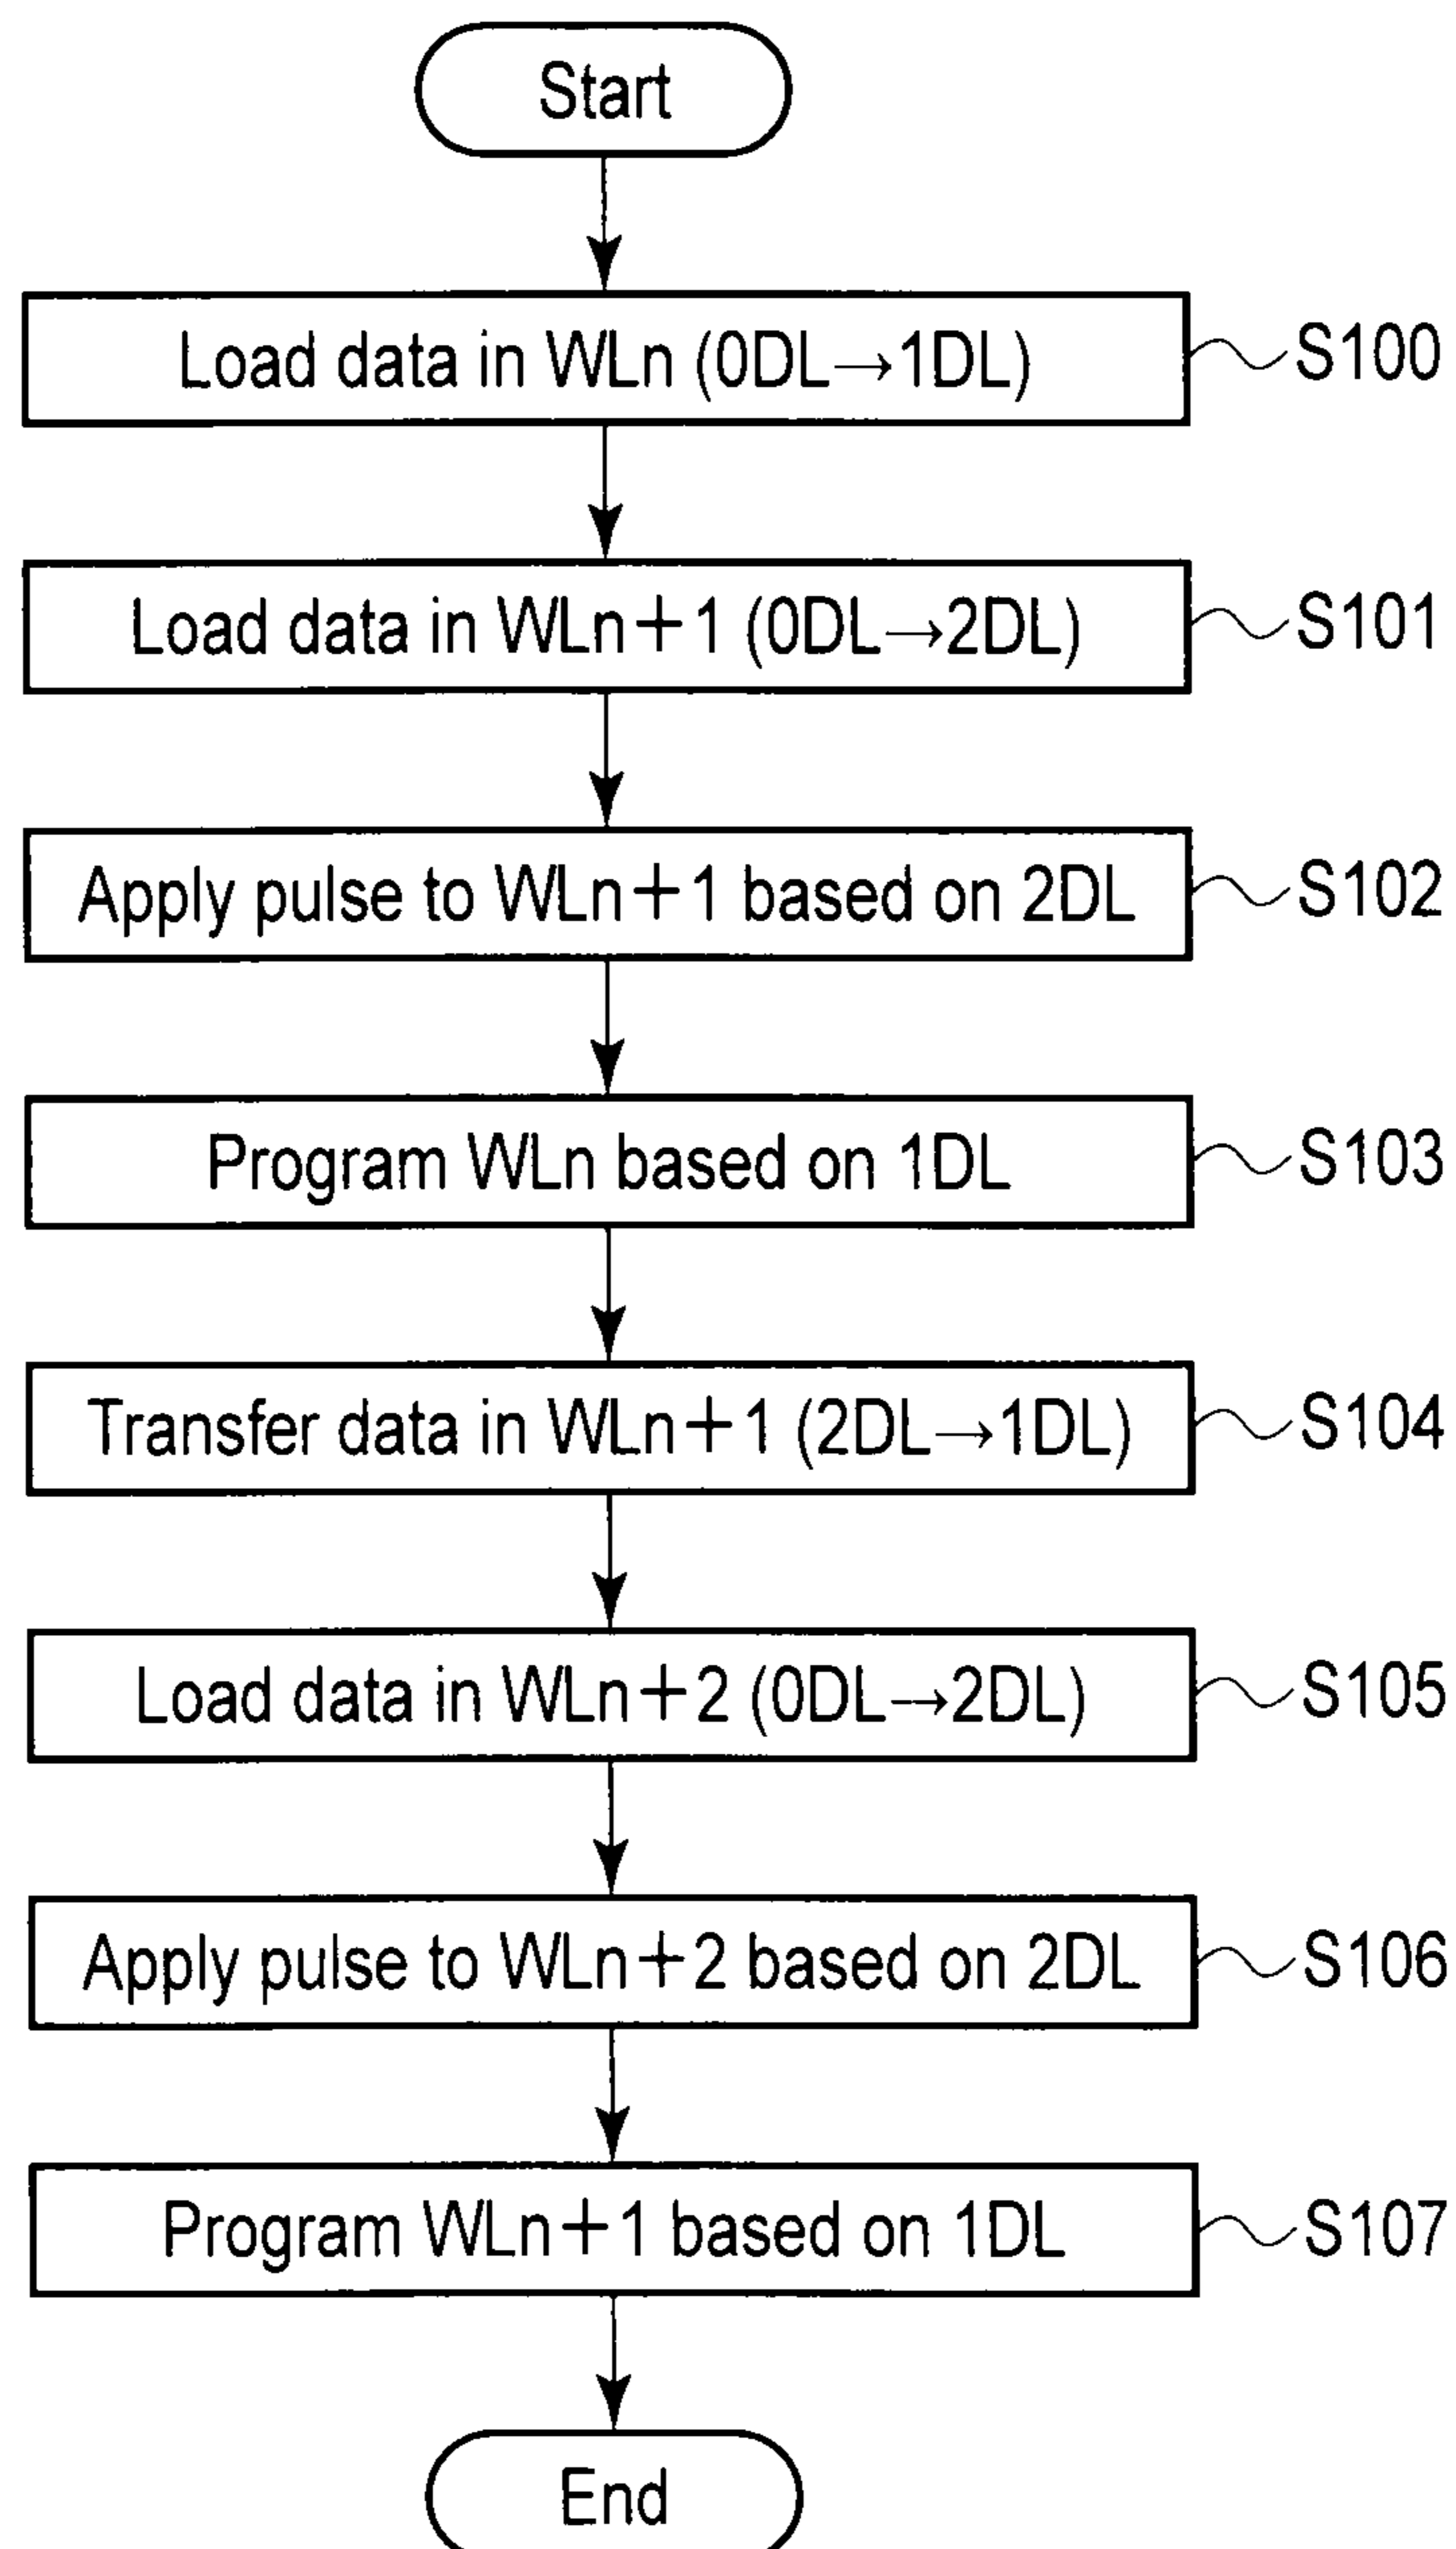 Start
Load data in WLn (0DL→1DL)
S100
Load data in WLn+1 (0DL→2DL)
S101
Apply pulse to WLn+1 based on 2DL
S102
Program WLn based on 1DL
S103
Transfer data in WLn+1 (2DL→1DL)
S104
Load data in WLn+2 (0DL→2DL)
S105
Apply pulse to WLn+2 based on 2DL
S106
Program WLn+1 based on 1DL
S107
End